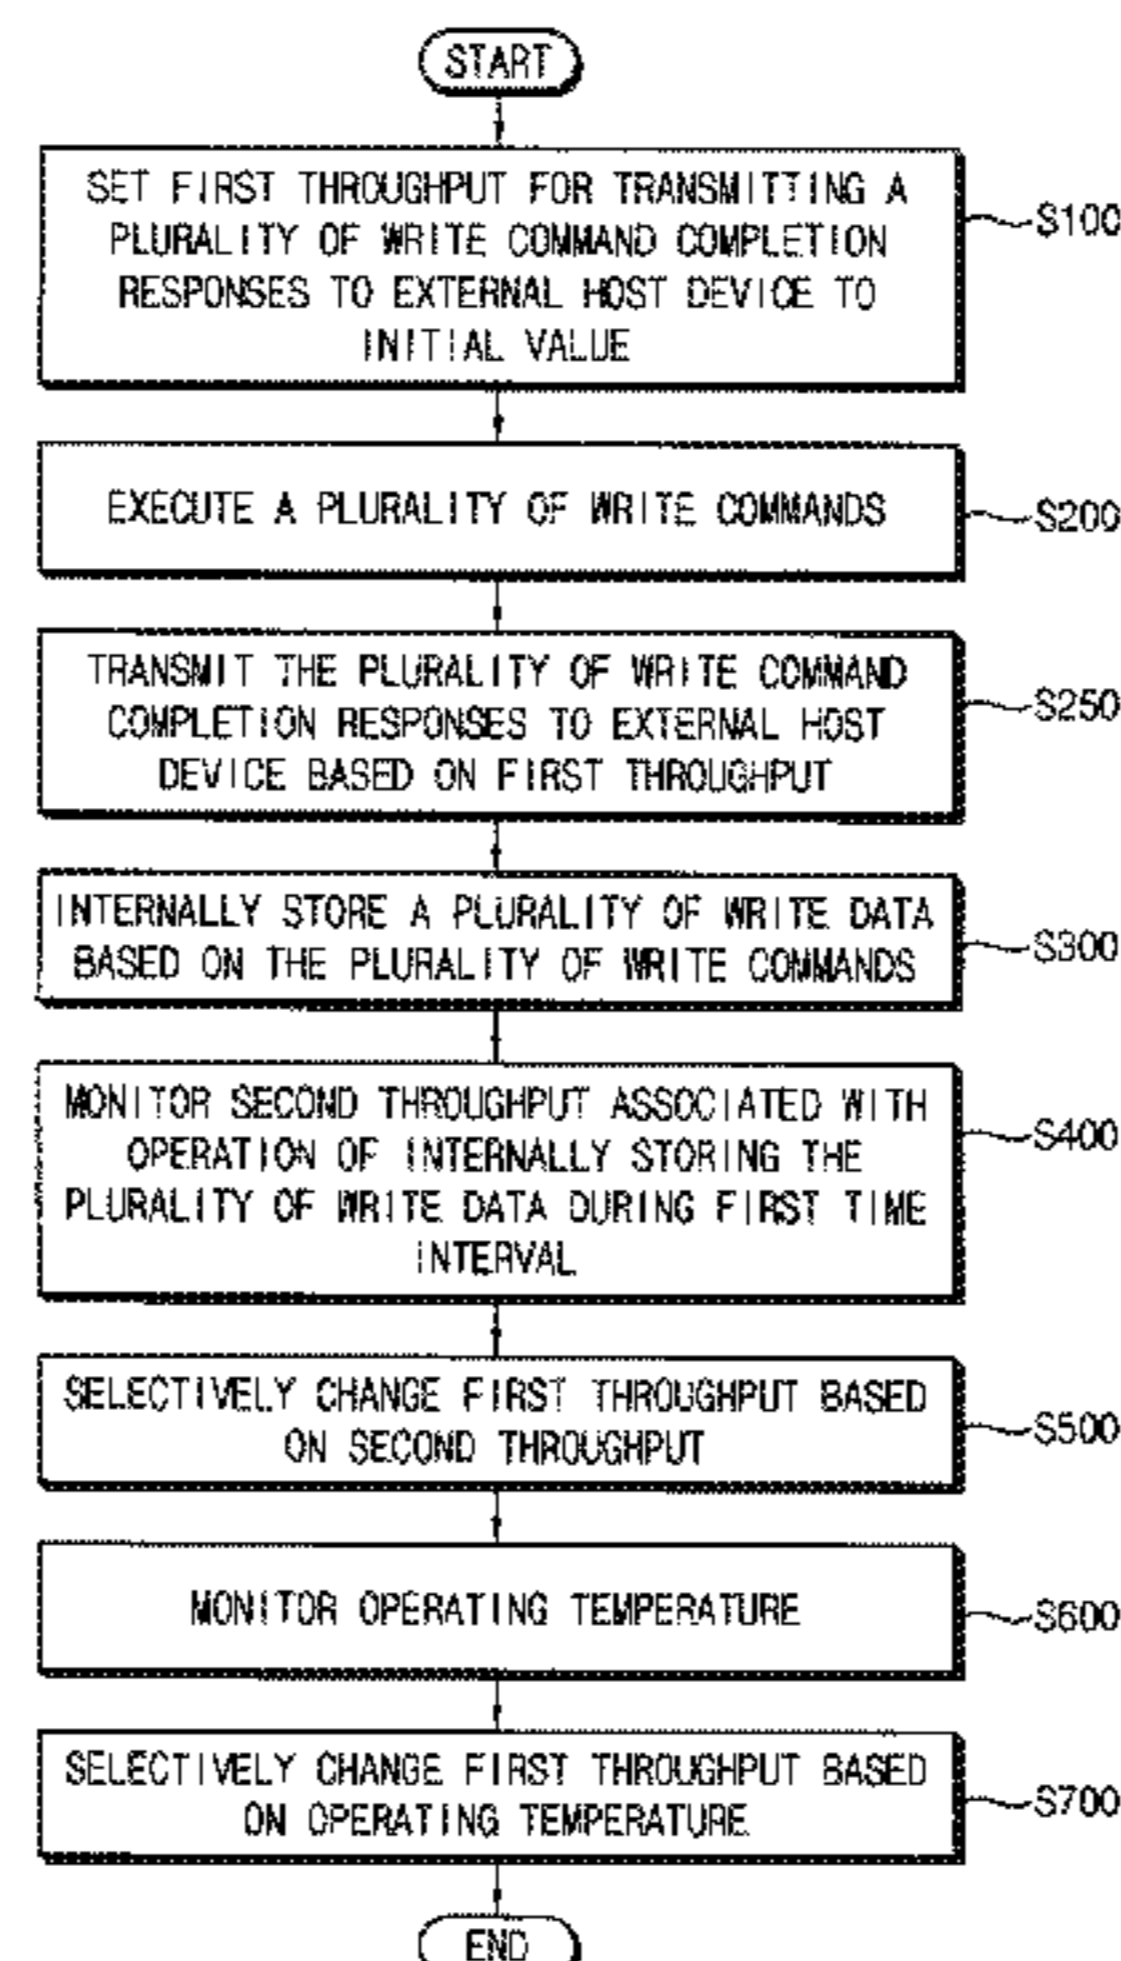 START
SET FIRST THROUGHPUT FOR TRANSMITTING A
PLURALITY OF WRITE COMMAND COMPLETION
RESPONSES TO EXTERNAL HOST DEVICE TO
INITIAL VALUE
S100
EXECUTE A PLURALITY OF WRITE COMMANDS
S200
TRANSMIT THE PLURALITY OF WRITE COMMAND
COMPLETION RESPONSES TO EXTERNAL HOST
DEVICE BASED ON FIRST THROUGHPUT
S250
INTERNALLY STORE A PLURALITY OF WRITE DATA
BASED ON THE PLURALITY OF WRITE COMMANDS
S300
MONITOR SECOND THROUGHPUT ASSOCIATED WITH
OPERATION OF INTERNALLY STORING THE
PLURALITY OF WRITE DATA DURING FIRST TIME
INTERVAL
S400
SELECTIVELY CHANGE FIRST THROUGHPUT BASED
ON SECOND THROUGHPUT
S500
MONITOR OPERATING TEMPERATURE
S600
SELECTIVELY CHANGE FIRST THROUGHPUT BASED
ON OPERATING TEMPERATURE
S700
END